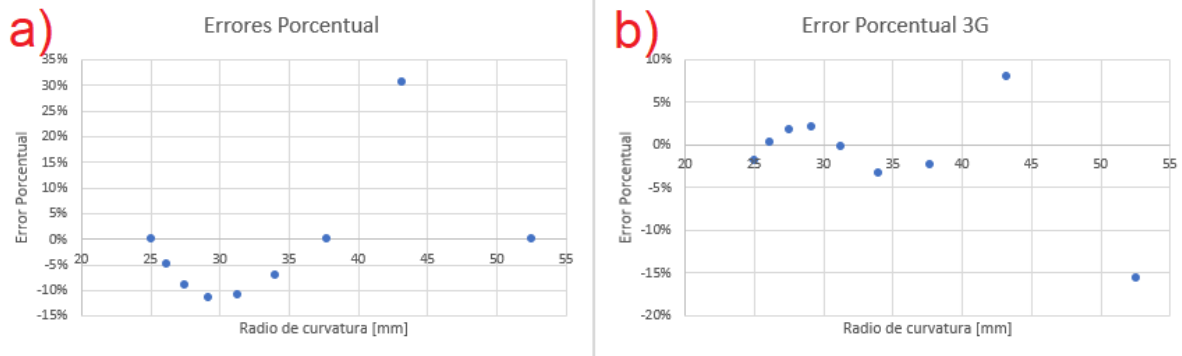 a)
Errores Porcentual
35%
30%
25%
20%
15%
10%
5%
0%
-5%
-10%
-15%
20 25 30 35 40 45 50 55
Error Porcentual
Radio de curvatura [mm]
b)
Error Porcentual 3G
10%
5%
0%
-5%
-10%
-15%
-20%
20 25 30 35 40 45 50 55
Error Porcentual
Radio de curvatura [mm]